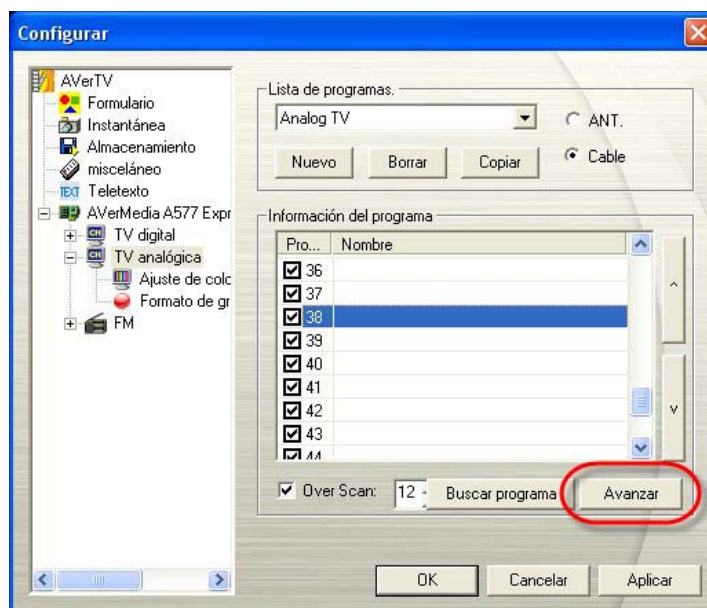 Configurar
AVerTV
Formulario
Instantánea
Almacenamiento
misceláneo
TEXT Teletexto
AVerMedia A577 Expr
TV digital
TV analógica
Ajuste de colc
Formato de gr
FM
Lista de programas.
Analog TV
ANT.
Cable
Nuevo Borrar Copiar
Información del programa
Pro... Nombre
36
37
38
39
40
41
42
43
44
Over Scan: 12 Buscar programa Avanzar
OK Cancelar Aplicar